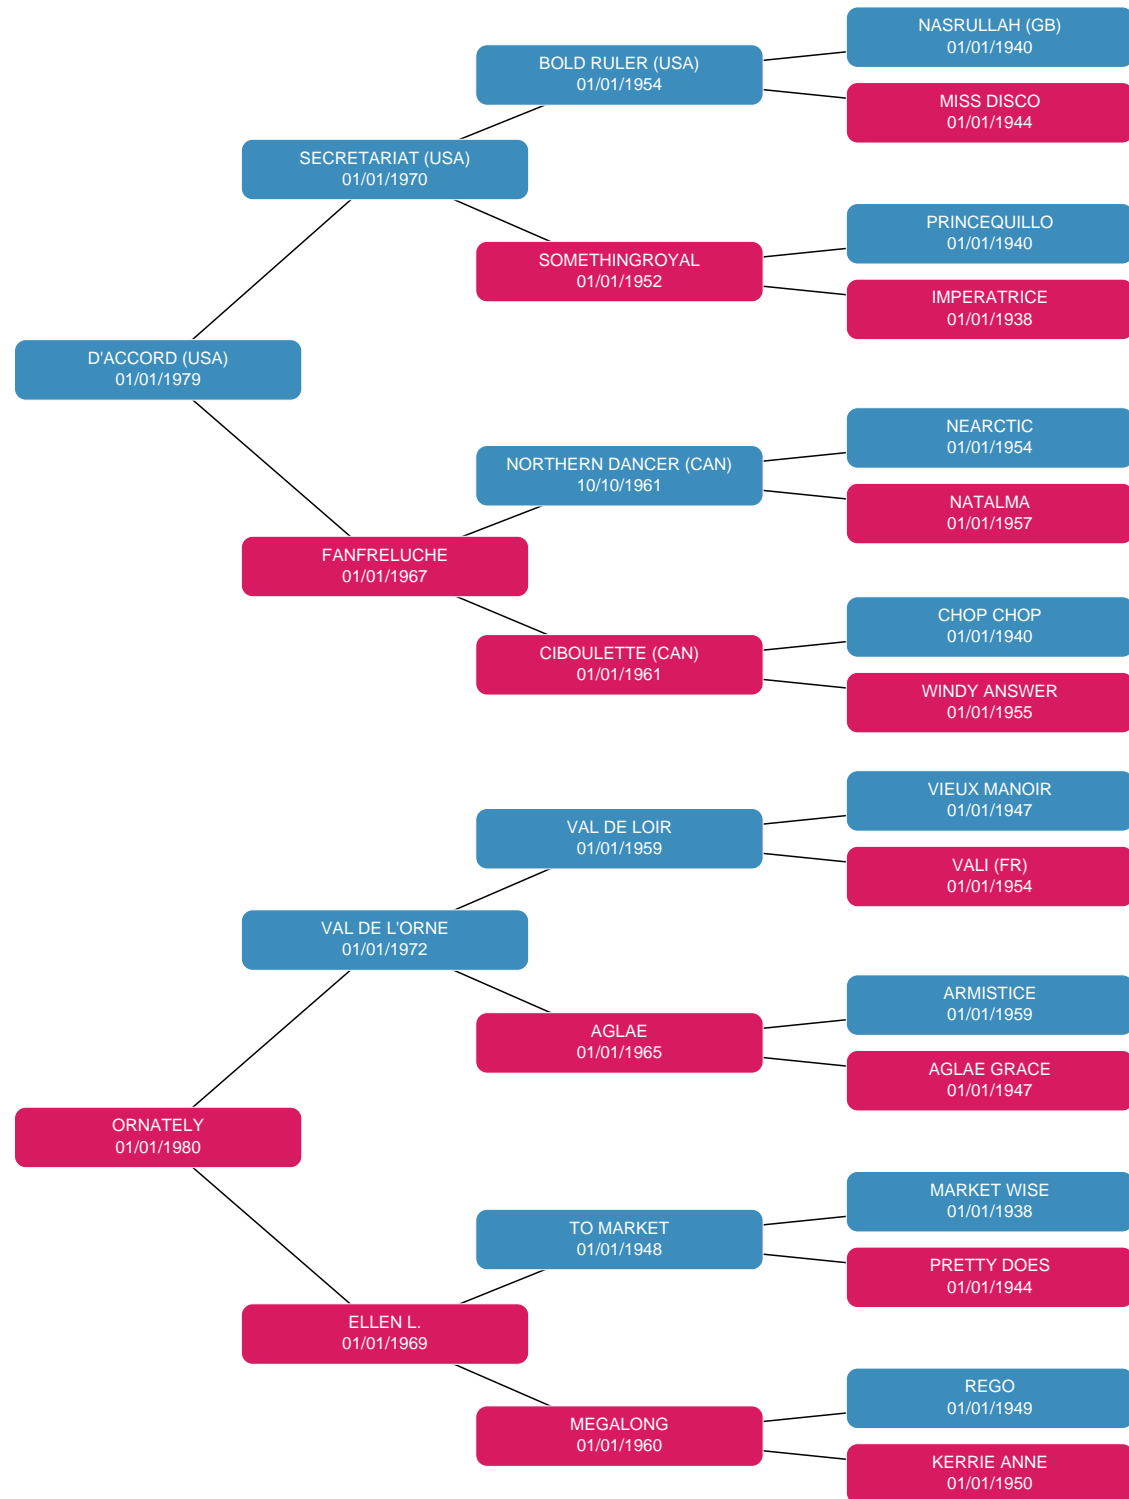 NASRULLAH (GB)
01/01/1940
BOLD RULER (USA)
01/01/1954
MISS DISCO
01/01/1944
SECRETARIAT (USA)
01/01/1970
PRINCEQUILLO
01/01/1940
SOMETHINGROYAL
01/01/1952
IMPERATRICE
01/01/1938
D'ACCORD (USA)
01/01/1979
NEARCTIC
01/01/1954
NORTHERN DANCER (CAN)
10/10/1961
NATALMA
01/01/1957
FANFRELUCHE
01/01/1967
CHOP CHOP
01/01/1940
CIBOULETTE (CAN)
01/01/1961
WINDY ANSWER
01/01/1955
VIEUX MANOIR
01/01/1947
VAL DE LOIR
01/01/1959
VALI (FR)
01/01/1954
VAL DE L'ORNE
01/01/1972
ARMISTICE
01/01/1959
AGLAE
01/01/1965
AGLAE GRACE
01/01/1947
ORNATELY
01/01/1980
MARKET WISE
01/01/1938
TO MARKET
01/01/1948
PRETTY DOES
01/01/1944
ELLEN L.
01/01/1969
REGO
01/01/1949
MEGALONG
01/01/1960
KERRIE ANNE
01/01/1950